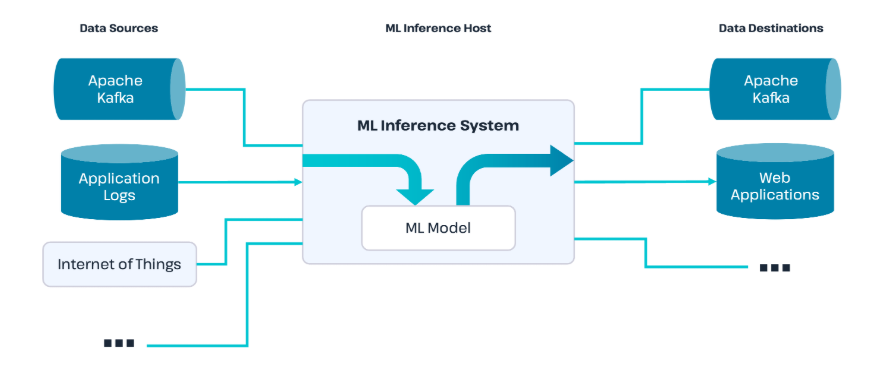 Data Sources
ML Inference Host
Data Destinations
Apache
Kafka
Application
Logs
Internet of Things
ML Inference System
ML Model
Apache
Kafka
Web
Applications